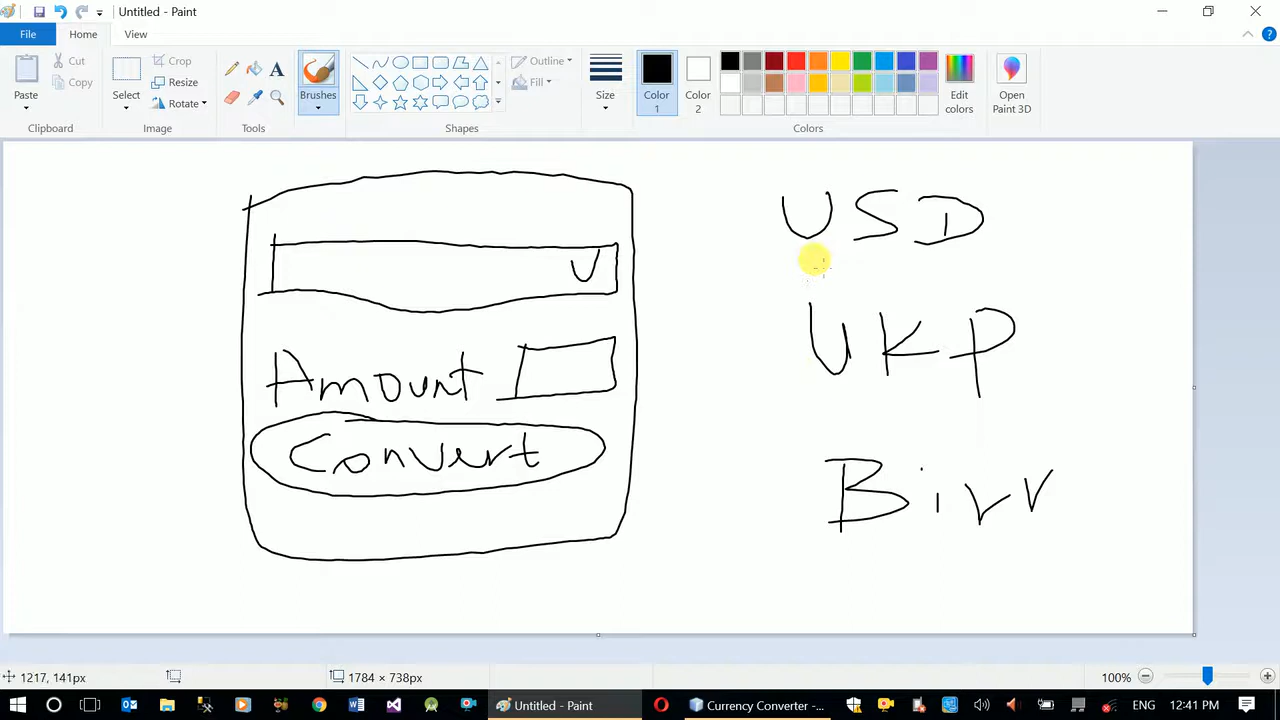 Untitled - Paint
File Home View
Paste
Cut
Copy
Clipboard
Select
Crop
Resize
Rotate
Image
A
Tools
Brushes
Outline
Fill
Shapes
Size
Color 1
Color 2
Edit colors
Colors
Open Paint 3D
USD
V
UKP
Amount
Convert
Birr
1217, 141px
1784 × 738px
100%
Untitled - Paint
Currency Converter -...
ENG
12:41 PM